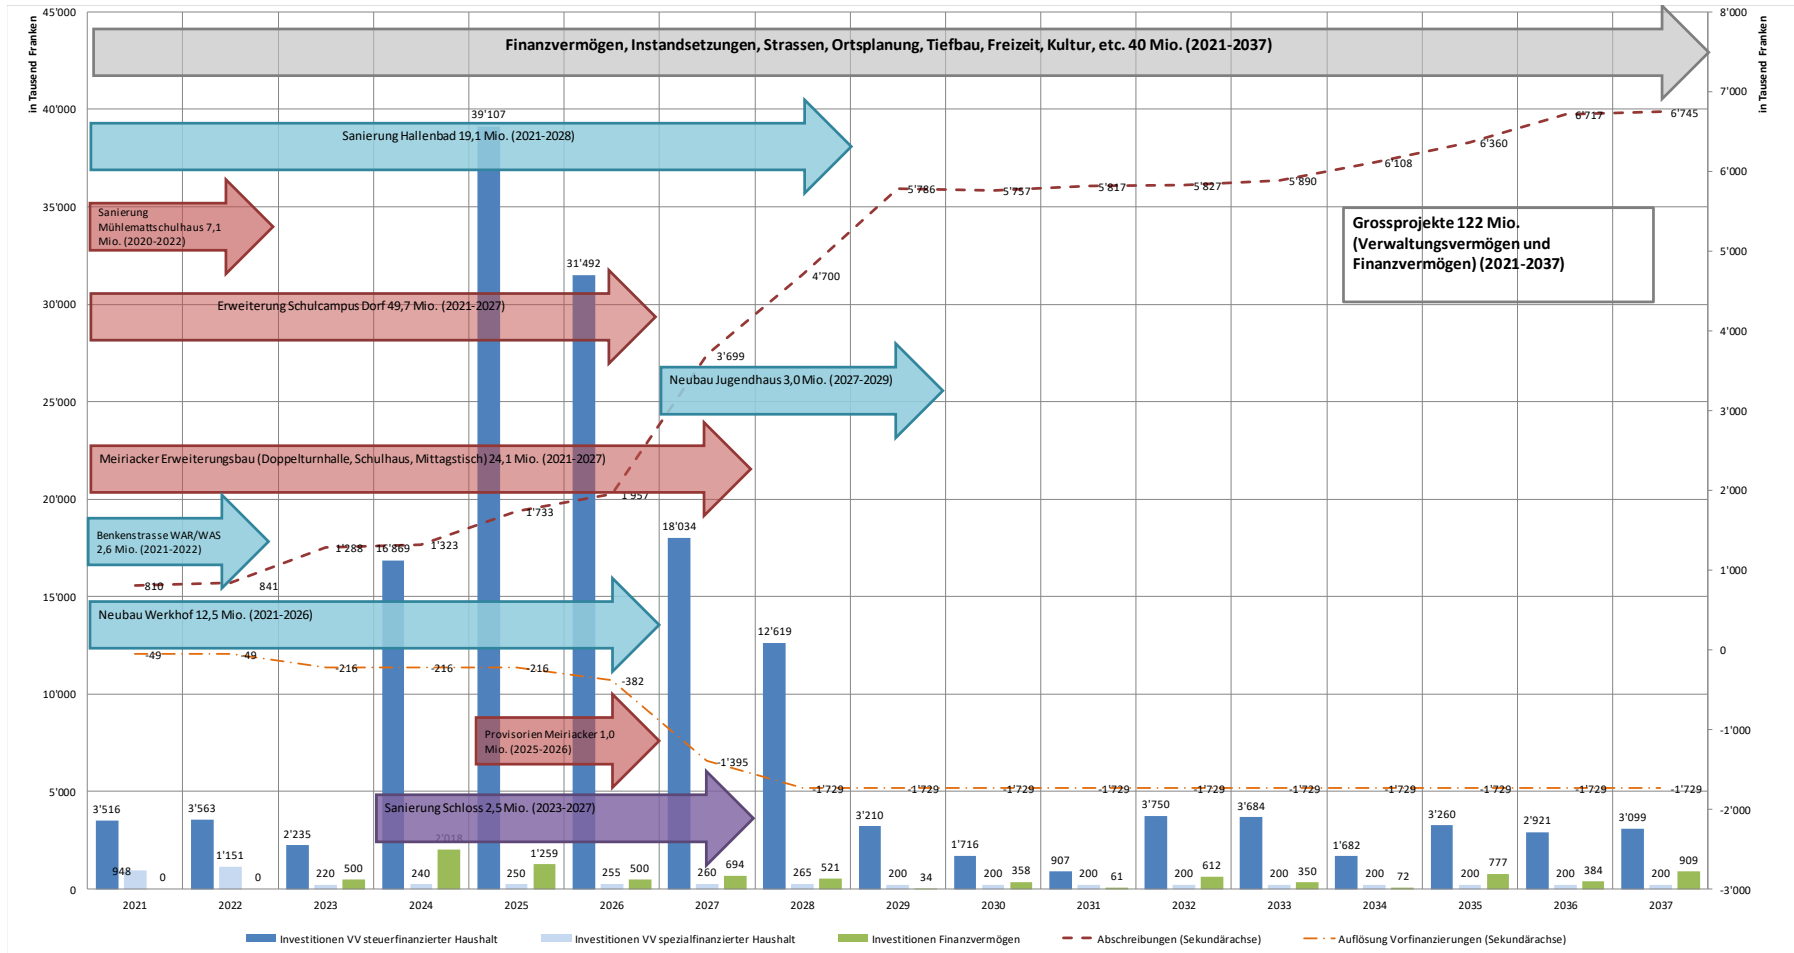 in Tausend Franken
45'000
40'000
35'000
30'000
25'000
20'000
15'000
10'000
5'000
0
in Tausend Franken
8'000
7'000
6'000
5'000
4'000
3'000
2'000
1'000
0
-1'000
-2'000
-3'000
Finanzvermögen, Instandsetzungen, Strassen, Ortsplanung, Tiefbau, Freizeit, Kultur, etc. 40 Mio. (2021-2037)
Sanierung Hallenbad 19,1 Mio. (2021-2028)
Sanierung
Mühlemattschulhaus 7,1
Mio. (2020-2022)
Erweiterung Schulcampus Dorf 49,7 Mio. (2021-2027)
Neubau Jugendhaus 3,0 Mio. (2027-2029)
Meiriacker Erweiterungsbau (Doppelturnhalle, Schulhaus, Mittagstisch) 24,1 Mio. (2021-2027)
Benkenstrasse WAR/WAS
2,6 Mio. (2021-2022)
Neubau Werkhof 12,5 Mio. (2021-2026)
Provisorien Meiriacker 1,0
Mio. (2025-2026)
Sanierung Schloss 2,5 Mio. (2023-2027)
Grossprojekte 122 Mio.
(Verwaltungsvermögen und
Finanzvermögen) (2021-2037)
810 841 1'288 1'323 1'733 1'957 3'699 4'700 5'786 5'757 5'817 5'827 5'890 6'108 6'360 6'717 6'745
-49 -49 -216 -216 -216 -382 -1'395 -1'729 -1'729 -1'729 -1'729 -1'729 -1'729 -1'729 -1'729 -1'729 -1'729
3'516 3'563 2'235 16'869 39'107 31'492 18'034 12'619 3'210 1'716 907 3'750 3'684 1'682 3'260 2'921 3'099
948 1'151 220 240 250 255 260 265 200 200 200 200 200 200 200 200 200
0 0 500 2'018 1'259 500 694 521 34 358 61 612 350 72 777 384 909
2021 2022 2023 2024 2025 2026 2027 2028 2029 2030 2031 2032 2033 2034 2035 2036 2037
Investitionen VV steuerfinanzierter Haushalt
Investitionen VV spezialfinanzierter Haushalt
Investitionen Finanzvermögen
Abschreibungen (Sekundärachse)
Auflösung Vorfinanzierungen (Sekundärachse)